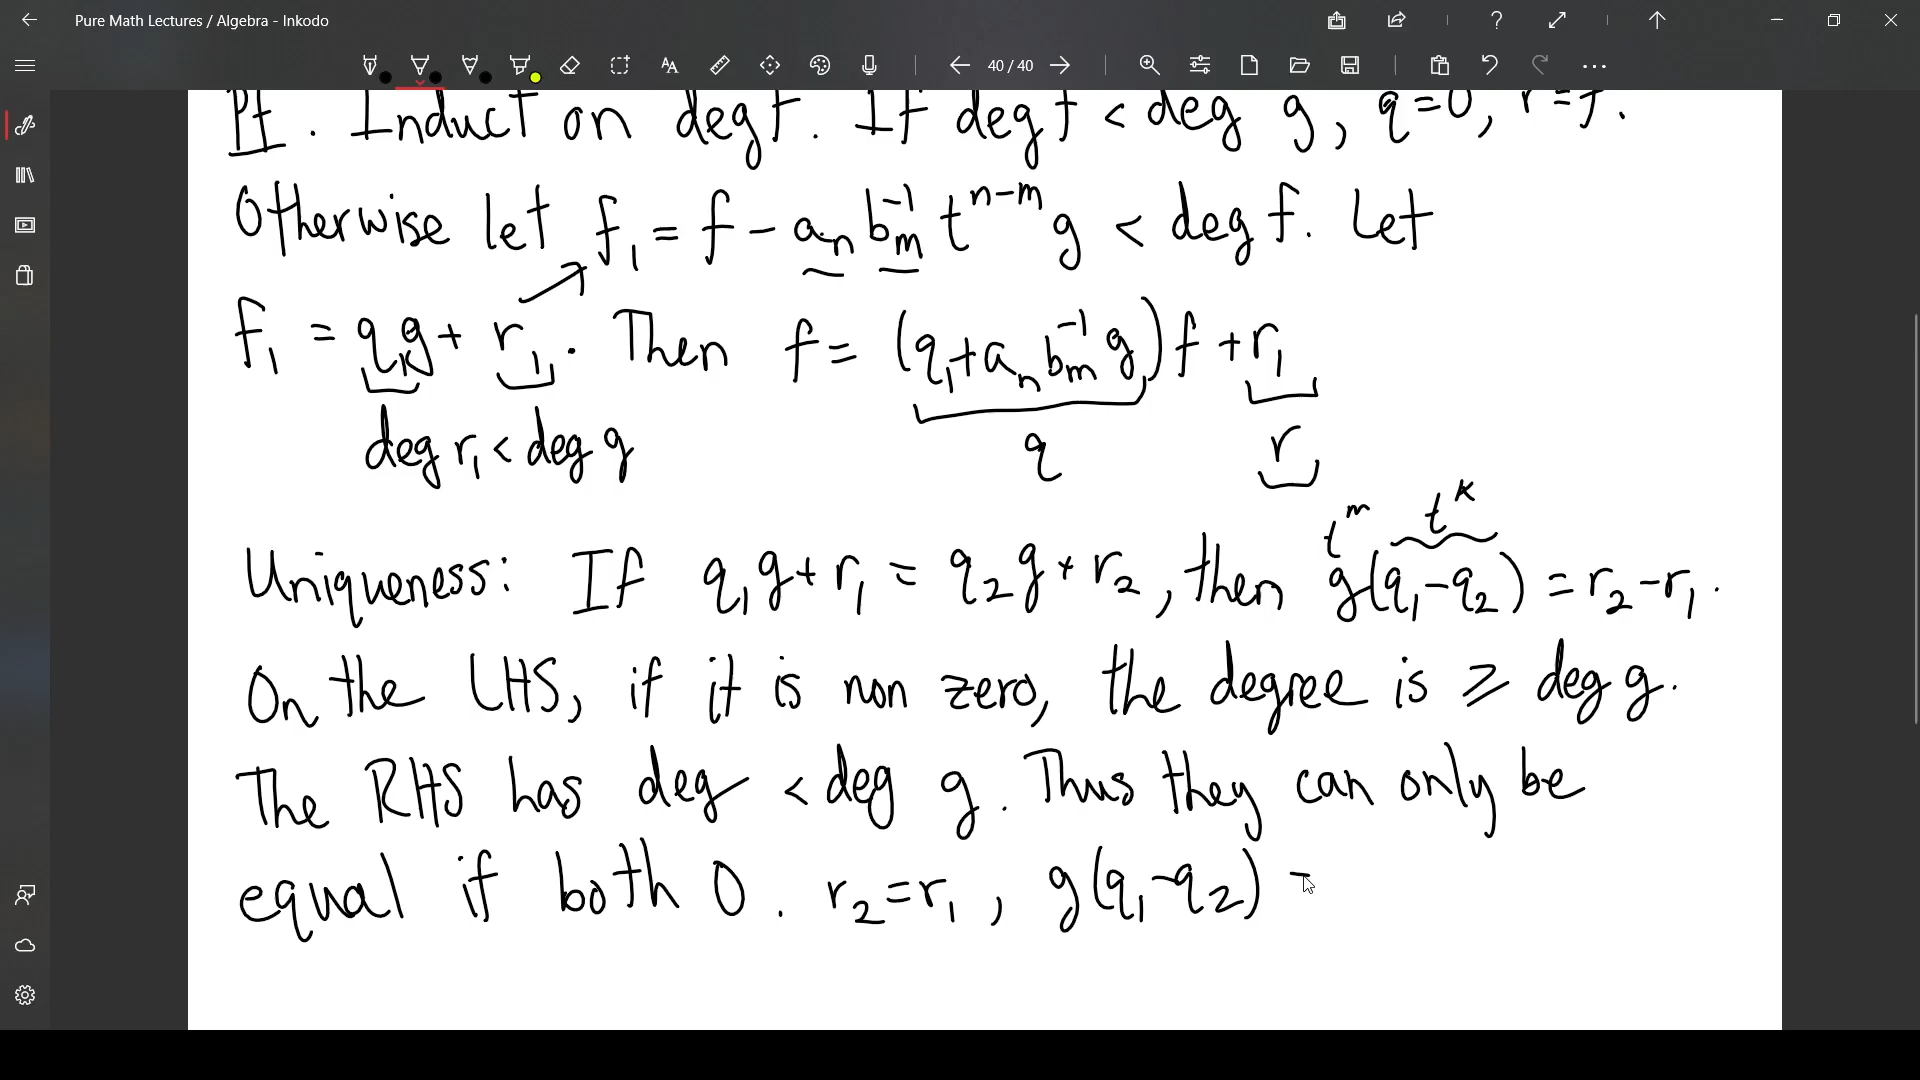 Pure Math Lectures / Algebra - Inkodo
40 / 40
Pf. Induct on deg f. If deg f < deg g, q=0, r=f.
Otherwise let f₁ = f - aₙ bₘ⁻¹ tⁿ⁻ᵐ g < deg f. Let
f₁ = q₁g + r₁. Then f = (q₁+aₙ bₘ⁻¹ g) f + r₁
deg r₁ < deg g q r
tᵐ tᵏ
Uniqueness: If q₁g+r₁ = q₂g+r₂, then g(q₁-q₂) = r₂-r₁.
On the LHS, if it is non zero, the degree is ≥ deg g.
The RHS has deg < deg g. Thus they can only be
equal if both 0. r₂=r₁, g(q₁-q₂)